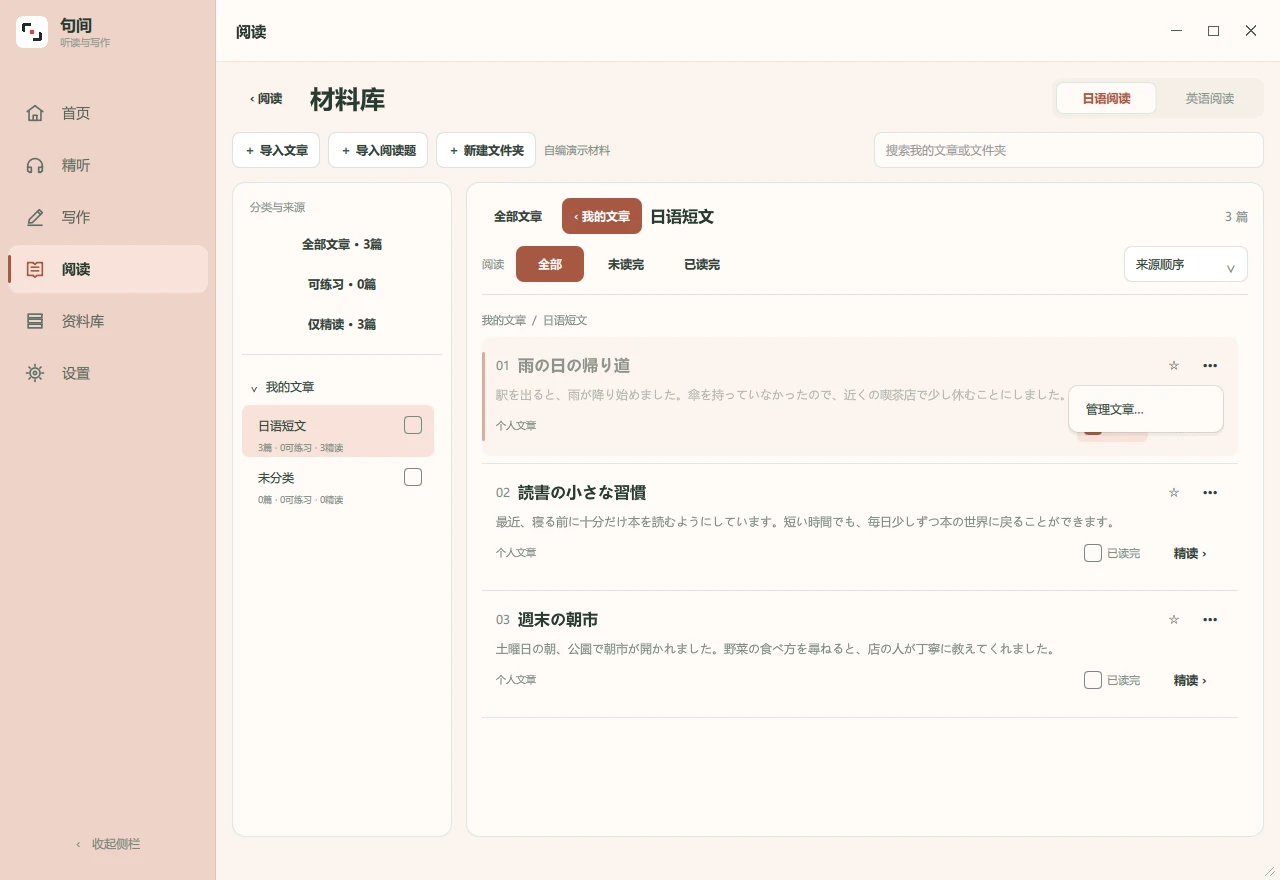 句间
听读与写作
首页
精听
写作
阅读
资料库
设置
‹ 收起侧栏
阅读
‹ 阅读
材料库
日语阅读
英语阅读
+ 导入文章
+ 导入阅读题
+ 新建文件夹
自编演示材料
搜索我的文章或文件夹
分类与来源
全部文章 • 3篇
可练习 • 0篇
仅精读 • 3篇
我的文章
日语短文
3篇 · 0可练习 · 3精读
未分类
0篇 · 0可练习 · 0精读
全部文章
‹ 我的文章
日语短文
3 篇
阅读
全部
未读完
已读完
来源顺序
我的文章 / 日语短文
01 雨の日の帰り道
☆ •••
駅を出ると、雨が降り始めました。傘を持っていなかったので、近くの喫茶店で少し休むことにしました。
管理文章...
个人文章
02 読書の小さな習慣
☆ •••
最近、寝る前に十分だけ本を読むようにしています。短い時間でも、毎日少しずつ本の世界に戻ることができます。
个人文章
已读完
精读 ›
03 週末の朝市
☆ •••
土曜日の朝、公園で朝市が開かれました。野菜の食べ方を尋ねると、店の人が丁寧に教えてくれました。
个人文章
已读完
精读 ›